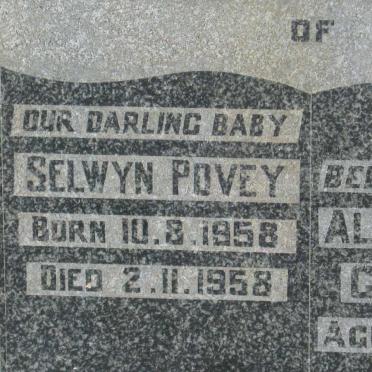 OF
OUR DARLING BABY
SELWYN POVEY
BORN 10.8.1958
DIED 2.11.1958